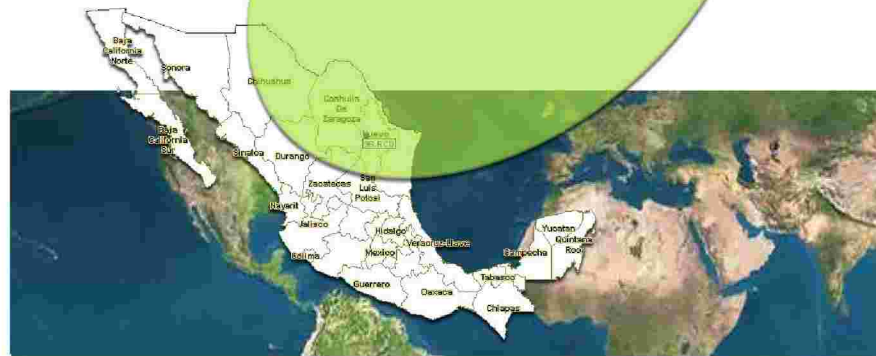 Baja
California
Norte
Sonora
Chihuahua
Coahuila
De
Zaragoza
Nuevo
Baja
California
Sur
Sinaloa
Durango
Zacatecas
San
Luis
Potosi
Nayarit
Jalisco
Hidalgo
Veracruz-Llave
Colima
Mexico
Guerrero
Oaxaca
Tabasco
Chiapas
Campeche
Yucatan
Quintana
Roo